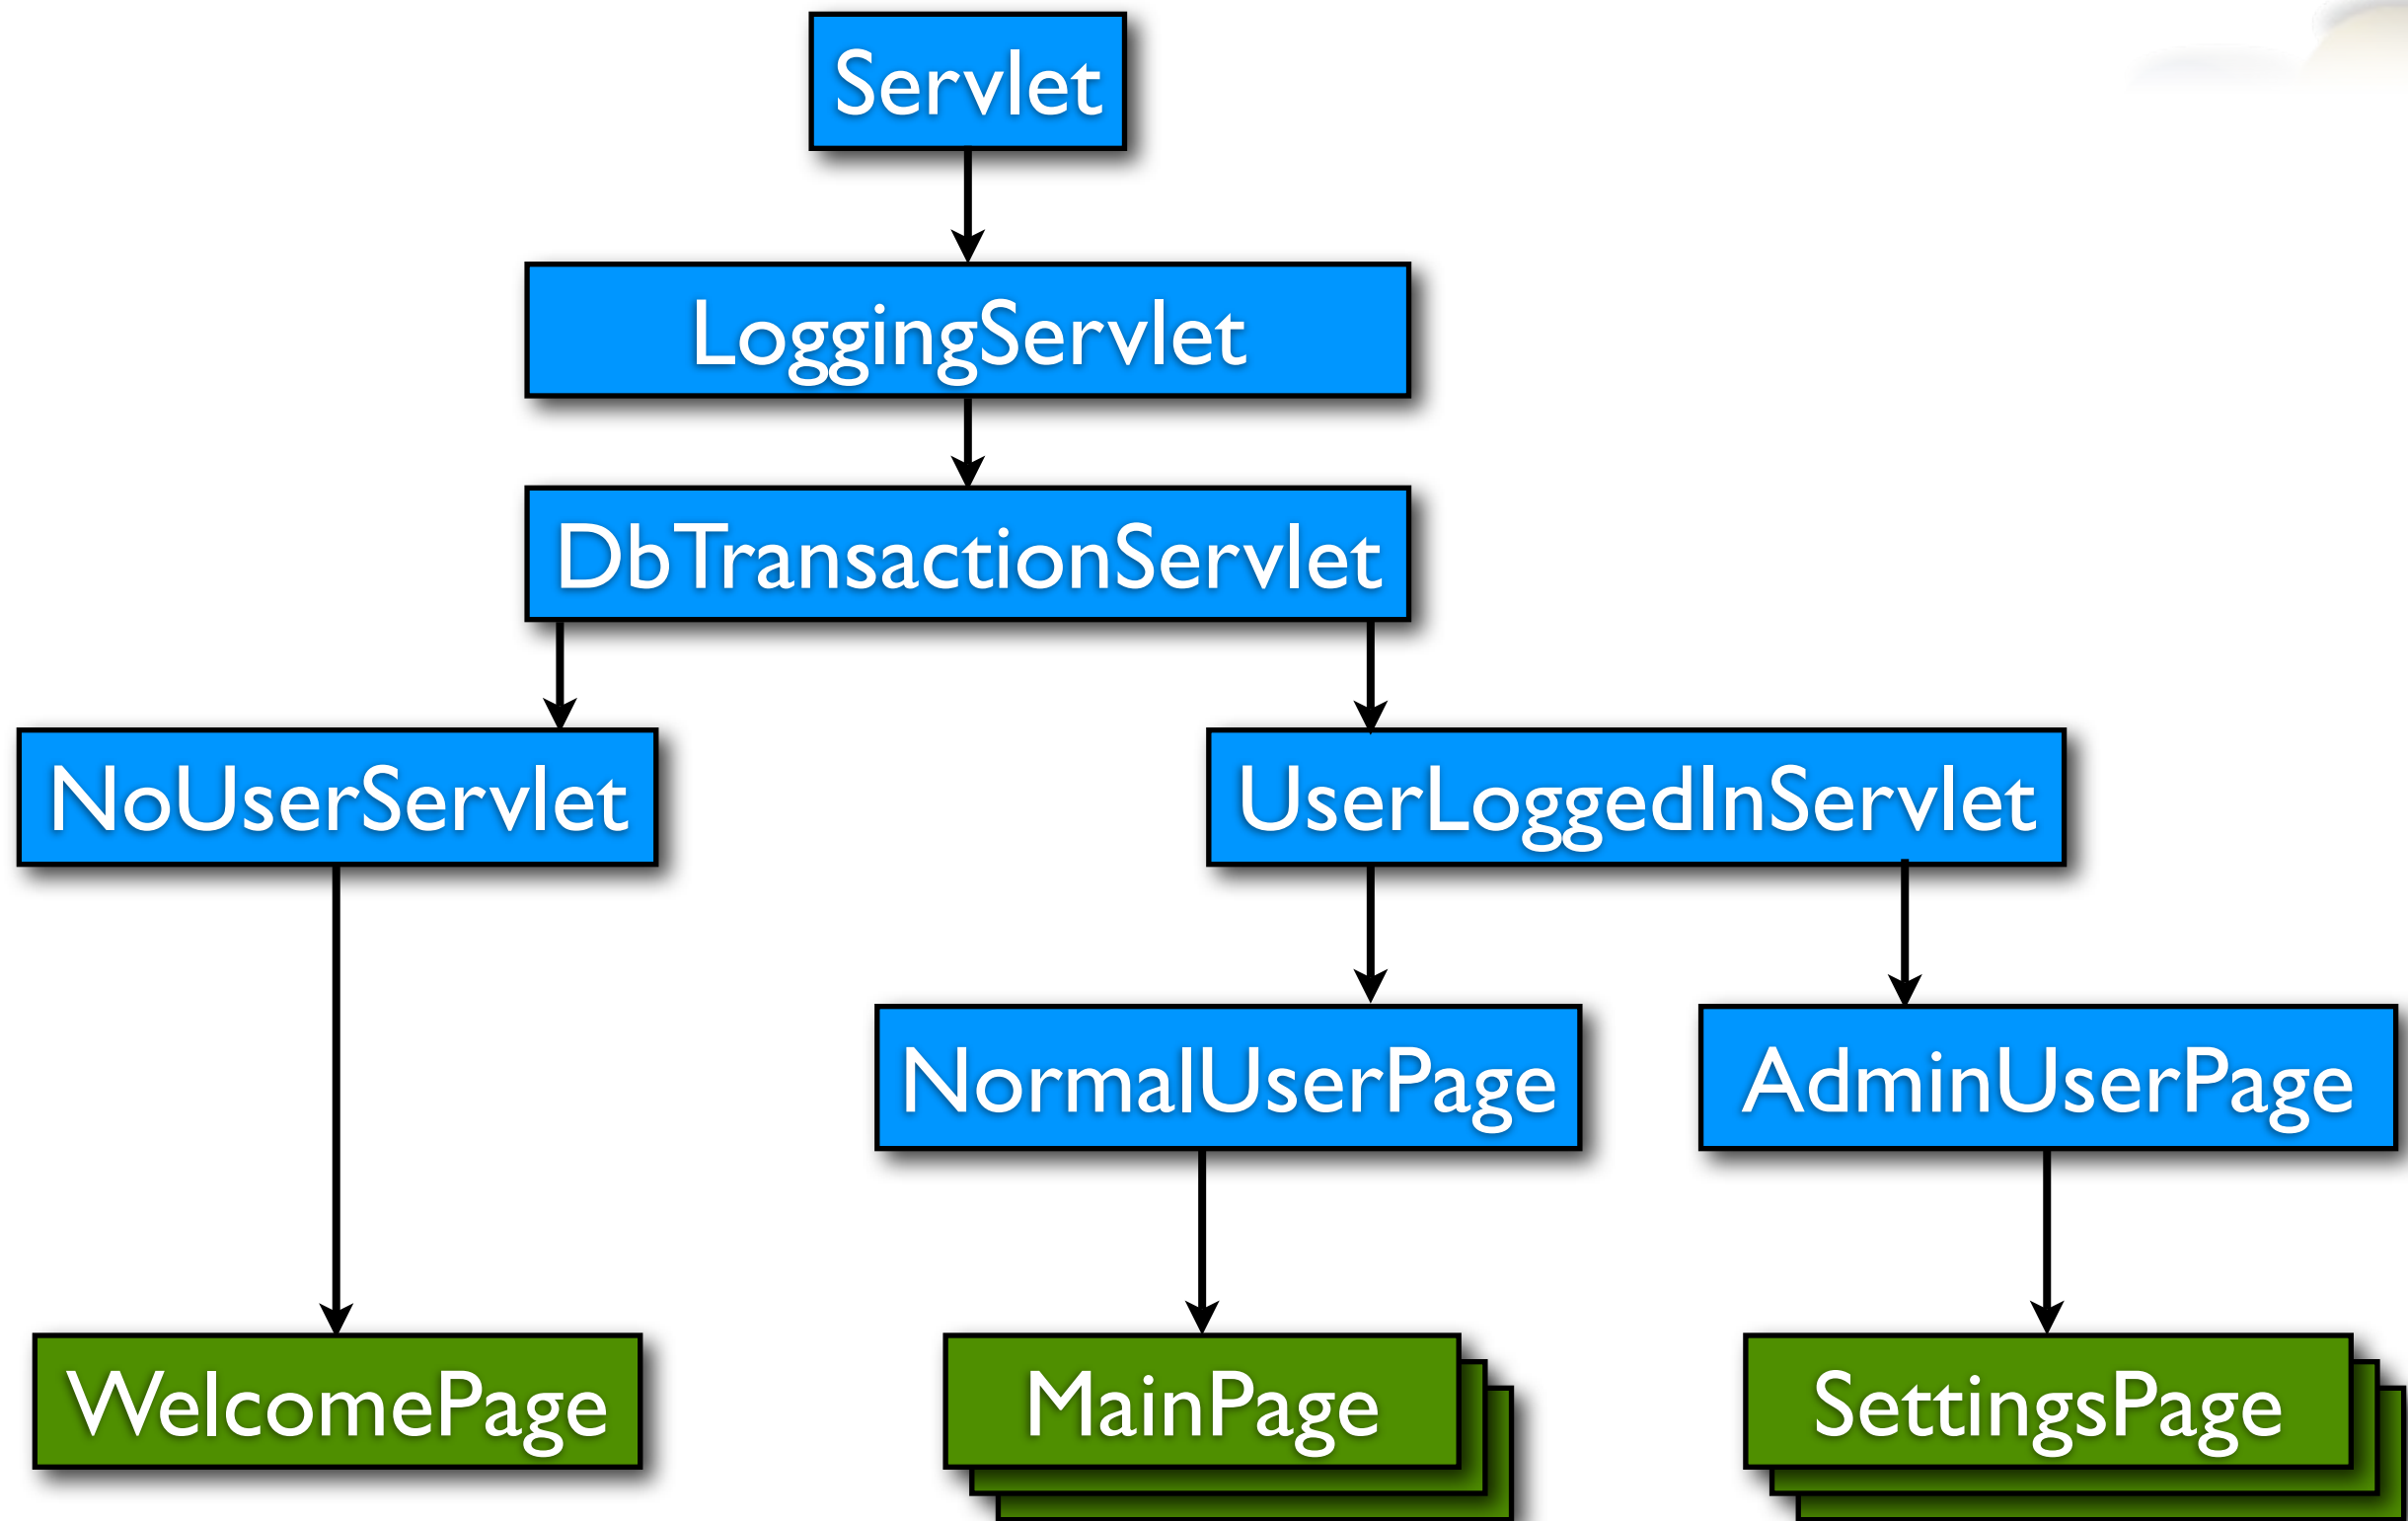 Servlet
LoggingServlet
DbTransactionServlet
NoUserServlet
UserLoggedInServlet
NormalUserPage
AdminUserPage
WelcomePage
MainPage
SettingsPage